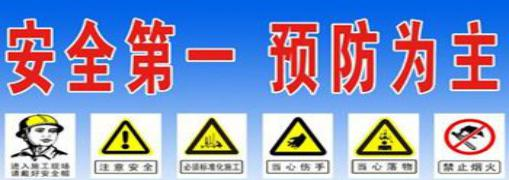 安全第一 预防为主
进入施工现场
请戴好安全帽
注意安全
必须标准化施工
当心伤手
当心落物
禁止烟火